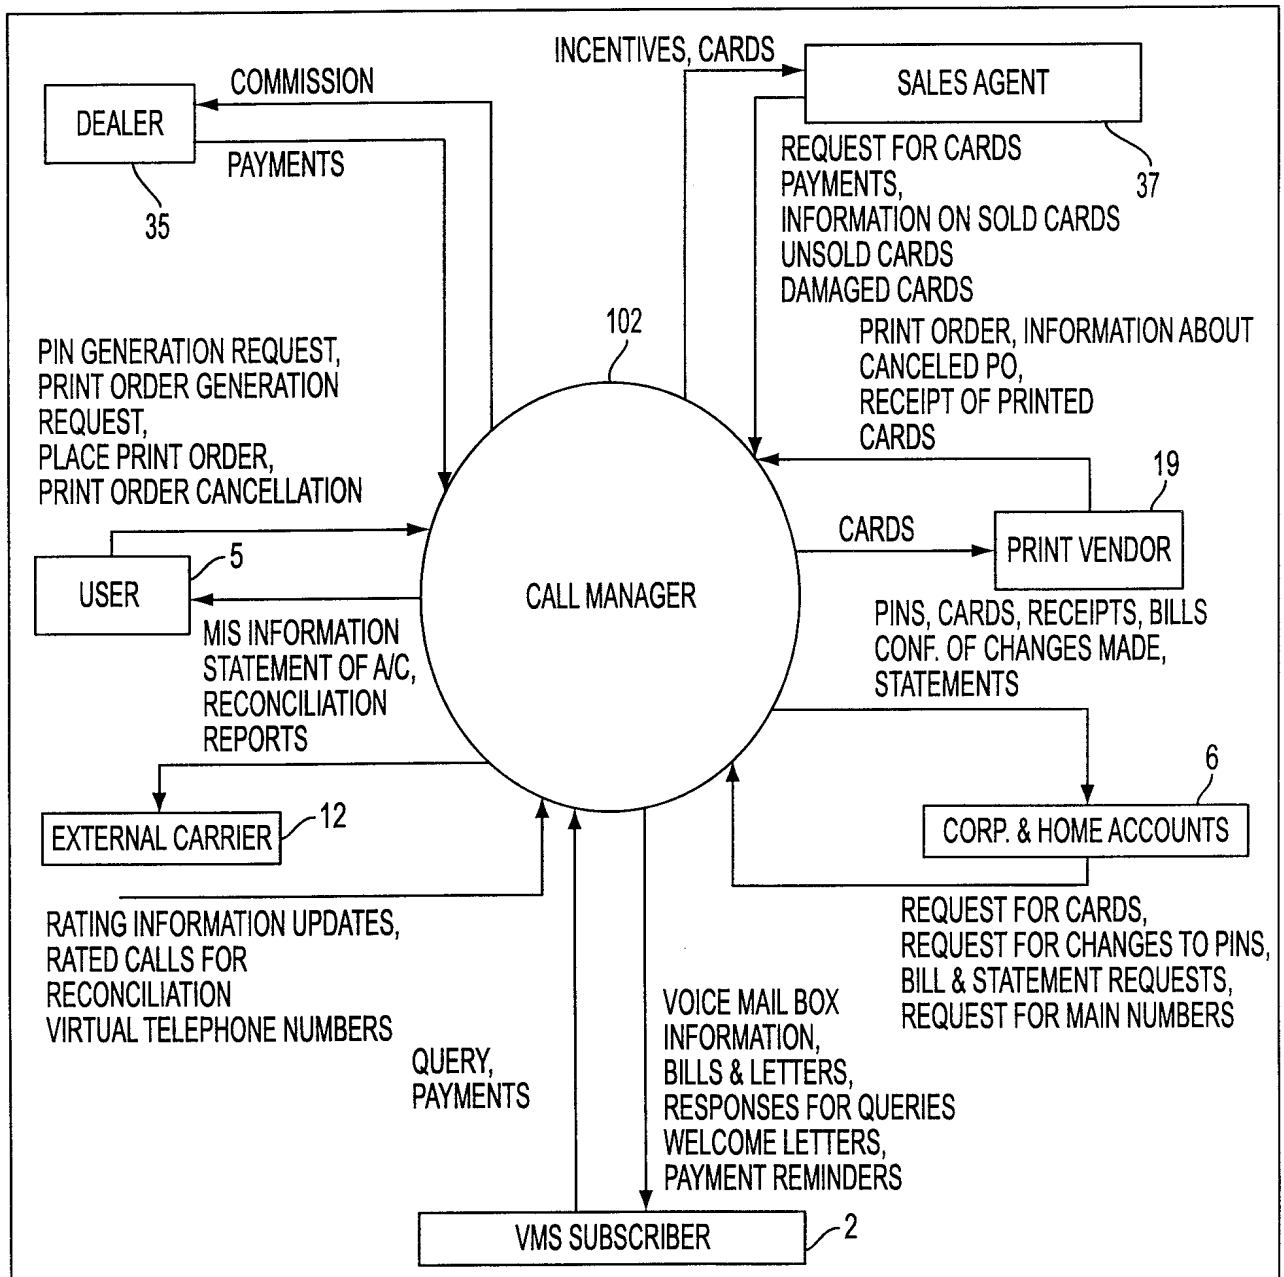 INCENTIVES, CARDS
SALES AGENT
37
COMMISSION
DEALER
35
PAYMENTS
REQUEST FOR CARDS
PAYMENTS,
INFORMATION ON SOLD CARDS
UNSOLD CARDS
DAMAGED CARDS
102
PRINT ORDER, INFORMATION ABOUT
CANCELED PO,
RECEIPT OF PRINTED
CARDS
PIN GENERATION REQUEST,
PRINT ORDER GENERATION
REQUEST,
PLACE PRINT ORDER,
PRINT ORDER CANCELLATION
19
CARDS
PRINT VENDOR
5
USER
CALL MANAGER
MIS INFORMATION
STATEMENT OF A/C,
RECONCILIATION
REPORTS
PINS, CARDS, RECEIPTS, BILLS
CONF. OF CHANGES MADE,
STATEMENTS
6
CORP. & HOME ACCOUNTS
EXTERNAL CARRIER
12
RATING INFORMATION UPDATES,
RATED CALLS FOR
RECONCILIATION
VIRTUAL TELEPHONE NUMBERS
REQUEST FOR CARDS,
REQUEST FOR CHANGES TO PINS,
BILL & STATEMENT REQUESTS,
REQUEST FOR MAIN NUMBERS
QUERY,
PAYMENTS
VOICE MAIL BOX
INFORMATION,
BILLS & LETTERS,
RESPONSES FOR QUERIES
WELCOME LETTERS,
PAYMENT REMINDERS
VMS SUBSCRIBER
2